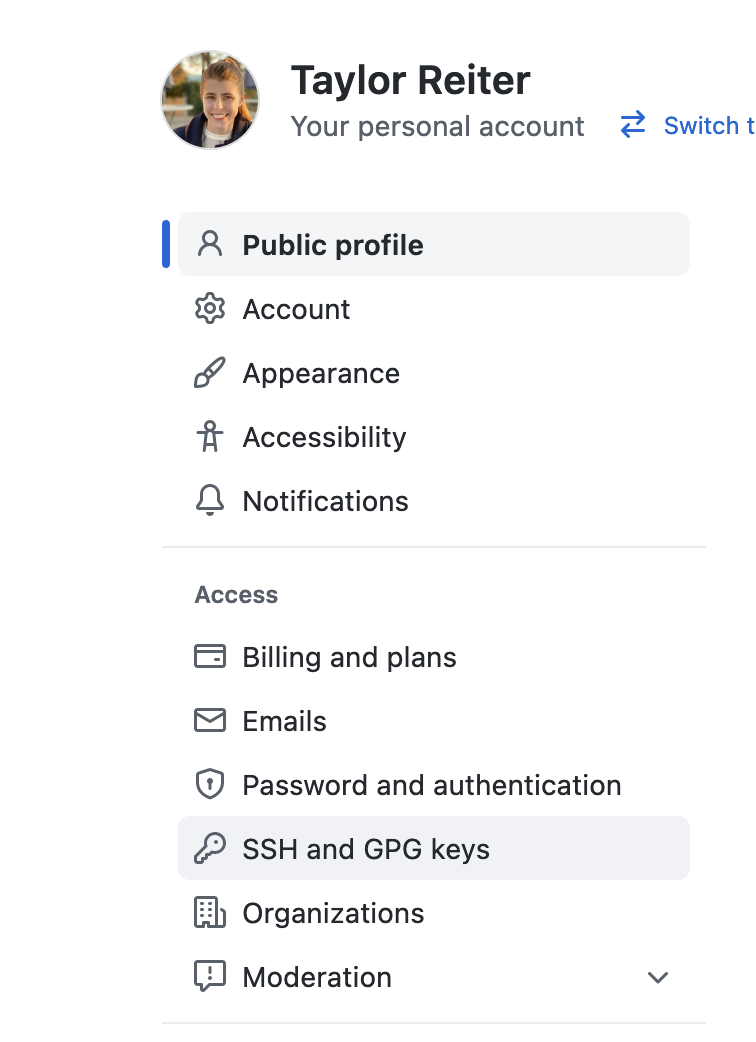 Taylor Reiter
Your personal account
Switch t
Public profile
Account
Appearance
Accessibility
Notifications
Access
Billing and plans
Emails
Password and authentication
SSH and GPG keys
Organizations
Moderation